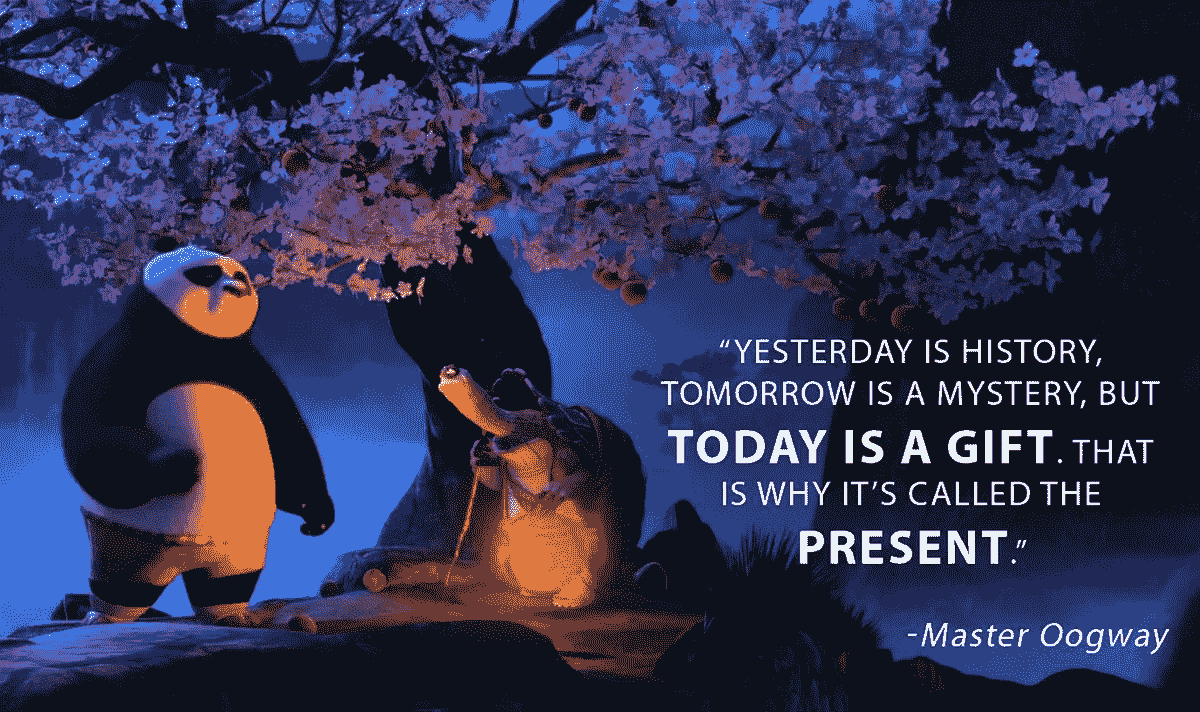 “YESTERDAY IS HISTORY,
TOMORROW IS A MYSTERY, BUT
TODAY IS A GIFT. THAT
IS WHY IT’S CALLED THE
PRESENT.”
-Master Oogway